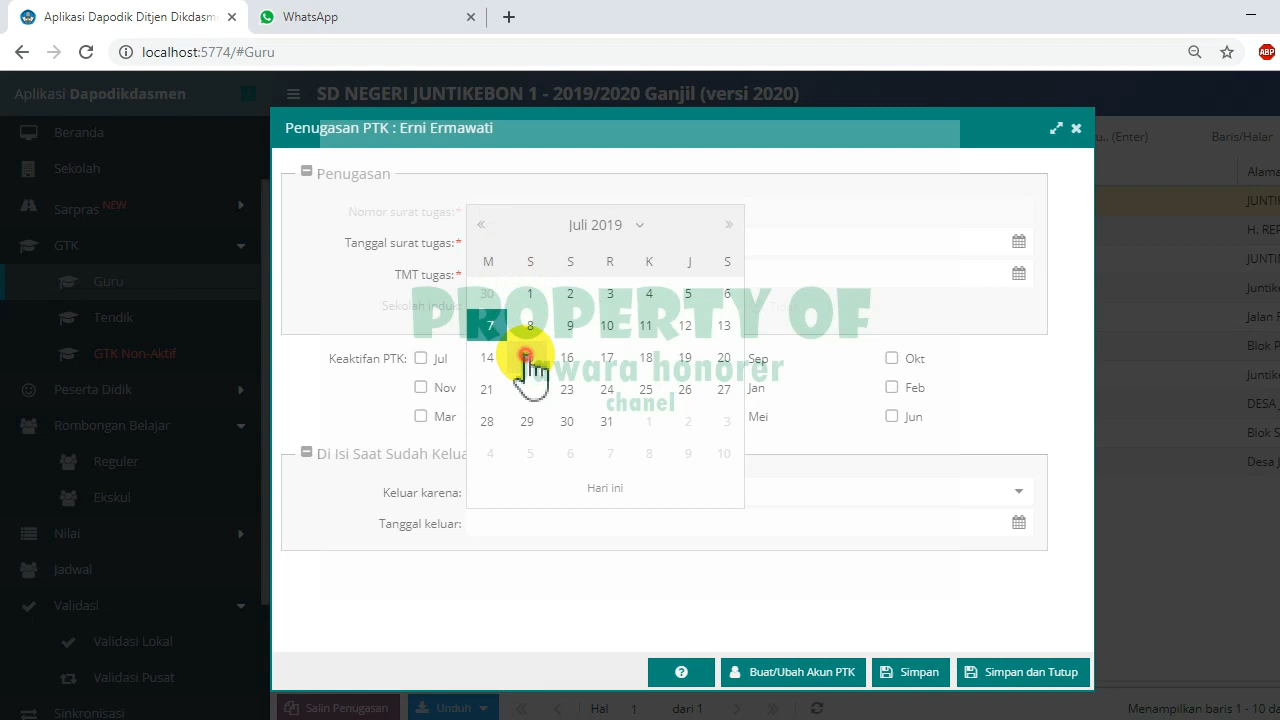 Aplikasi Dapodik Ditjen Dikdasm
WhatsApp
localhost:5774/#Guru
ABP
Aplikasi Dapodikdasmen
SD NEGERI JUNTIKEBON 1 - 2019/2020 Ganjil (versi 2020)
Beranda
Sekolah
Sarpras NEW
GTK
Guru
Tendik
GTK Non-Aktif
Peserta Didik
Rombongan Belajar
Reguler
Ekskul
Nilai
Jadwal
Validasi
Validasi Lokal
Validasi Pusat
Sinkronisasi
Penugasan PTK : Erni Ermawati
Penugasan
Nomor surat tugas:*
Tanggal surat tugas:*
TMT tugas:*
Sekolah induk:
Juli 2019
M S S R K J S
30 1 2 3 4 5 6
7 8 9 10 11 12 13
14 16 17 18 19 20
21 23 24 25 26 27
28 29 30 31 1 2 3
4 5 6 7 8 9 10
Hari ini
PROPERTY OF
chanel
Keaktifan PTK: Jul Sep Okt
Nov Jan Feb
Mar Mei Jun
Di Isi Saat Sudah Kelua
Keluar karena:
Tanggal keluar:
Buat/Ubah Akun PTK
Simpan
Simpan dan Tutup
u.. (Enter)
Baris/Halar
Alama
JUNTIK
H. REP
JUNTI
Juntike
Jalan R
Blok P
Juntike
DESA
Blok S
Desa J
Salin Penugasan
Unduh
Hal 1 dari 1
Menampilkan baris 1 - 10 d